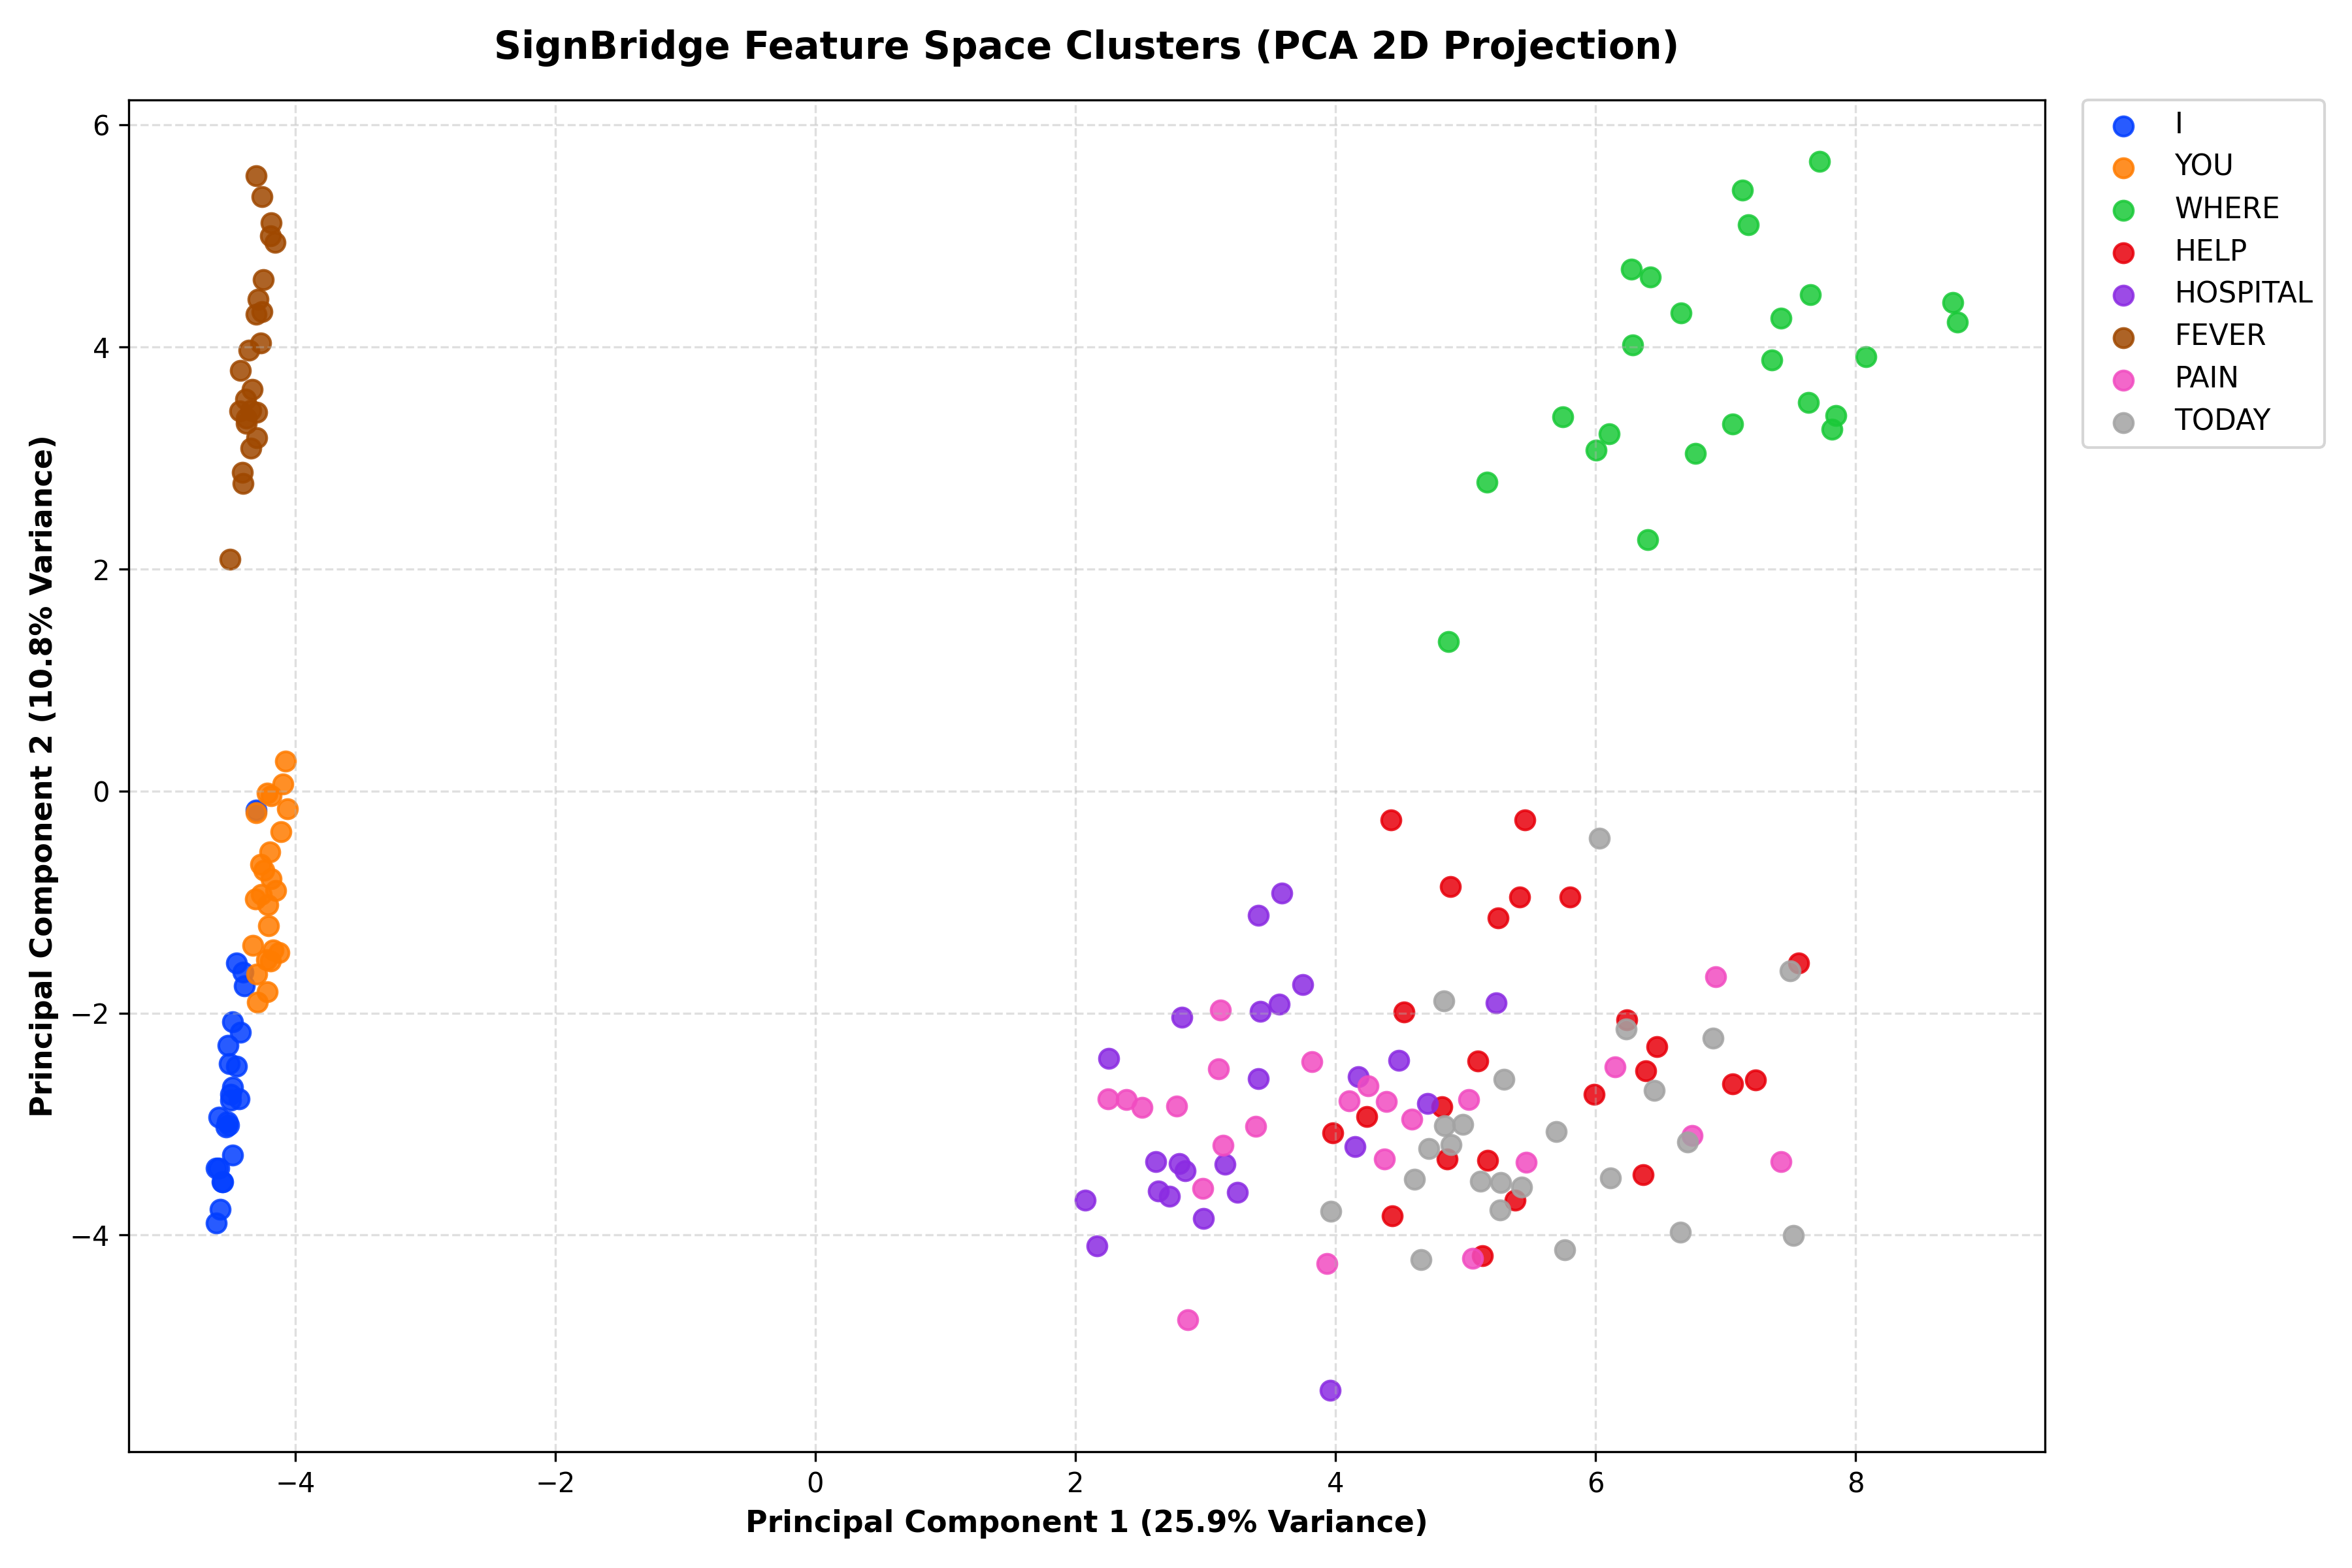 SignBridge Feature Space Clusters (PCA 2D Projection)
I
YOU
WHERE
HELP
HOSPITAL
FEVER
PAIN
TODAY
Principal Component 2 (10.8% Variance)
6
4
2
0
−2
−4
−4
−2
0
2
4
6
8
Principal Component 1 (25.9% Variance)